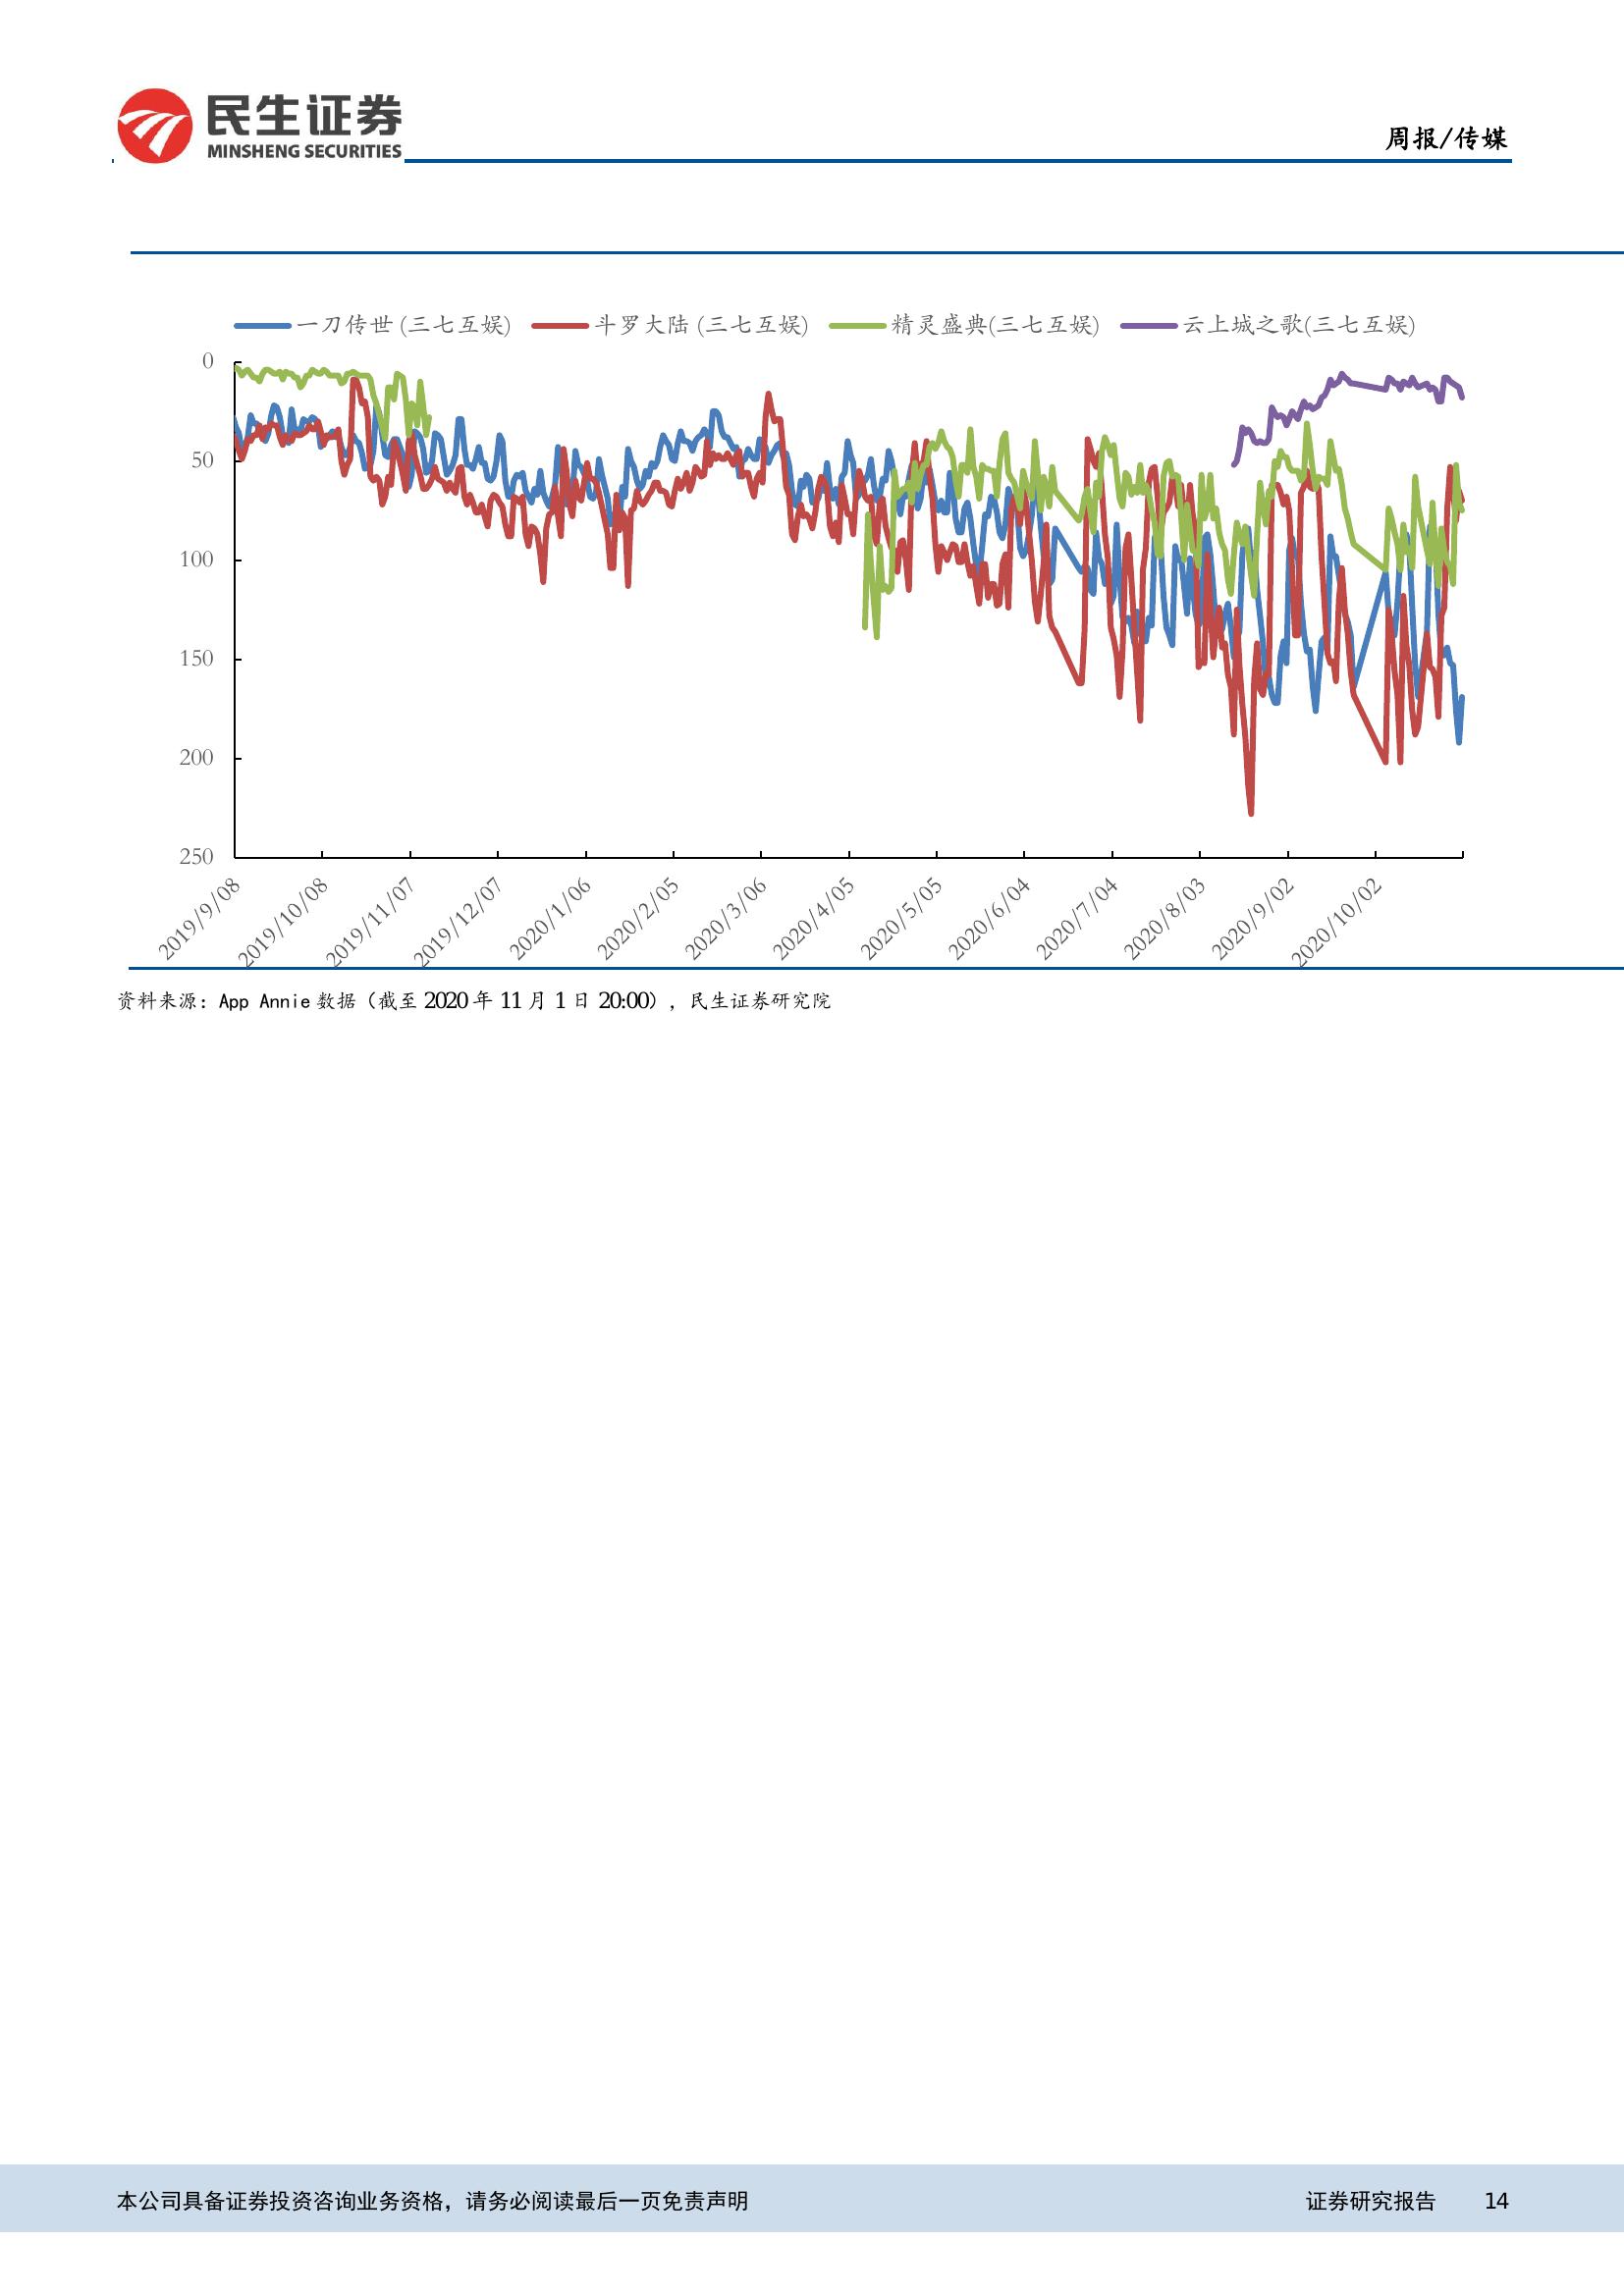 民生证券
MINSHENG SECURITIES
周报/传媒
一刀传世 (三七互娱) 斗罗大陆 (三七互娱) 精灵盛典(三七互娱) 云上城之歌(三七互娱)
0
50
100
150
200
250
2019/9/08 2019/10/08 2019/11/07 2019/12/07 2020/1/06 2020/2/05 2020/3/06 2020/4/05 2020/5/05 2020/6/04 2020/7/04 2020/8/03 2020/9/02 2020/10/02
资料来源：App Annie 数据（截至 2020 年 11 月 1 日 20:00），民生证券研究院
本公司具备证券投资咨询业务资格，请务必阅读最后一页免责声明 证券研究报告 14